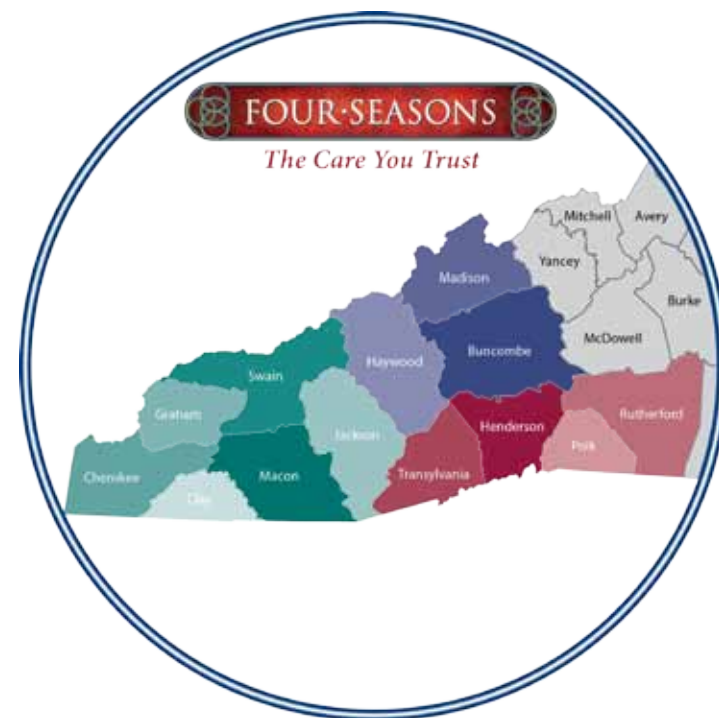 FOUR·SEASONS
The Care You Trust
Mitchell
Avery
Yancey
Madison
Burke
McDowell
Buncombe
Haywood
Swain
Graham
Rutherford
Henderson
Jackson
Polk
Transylvania
Macon
Cherokee
Clay